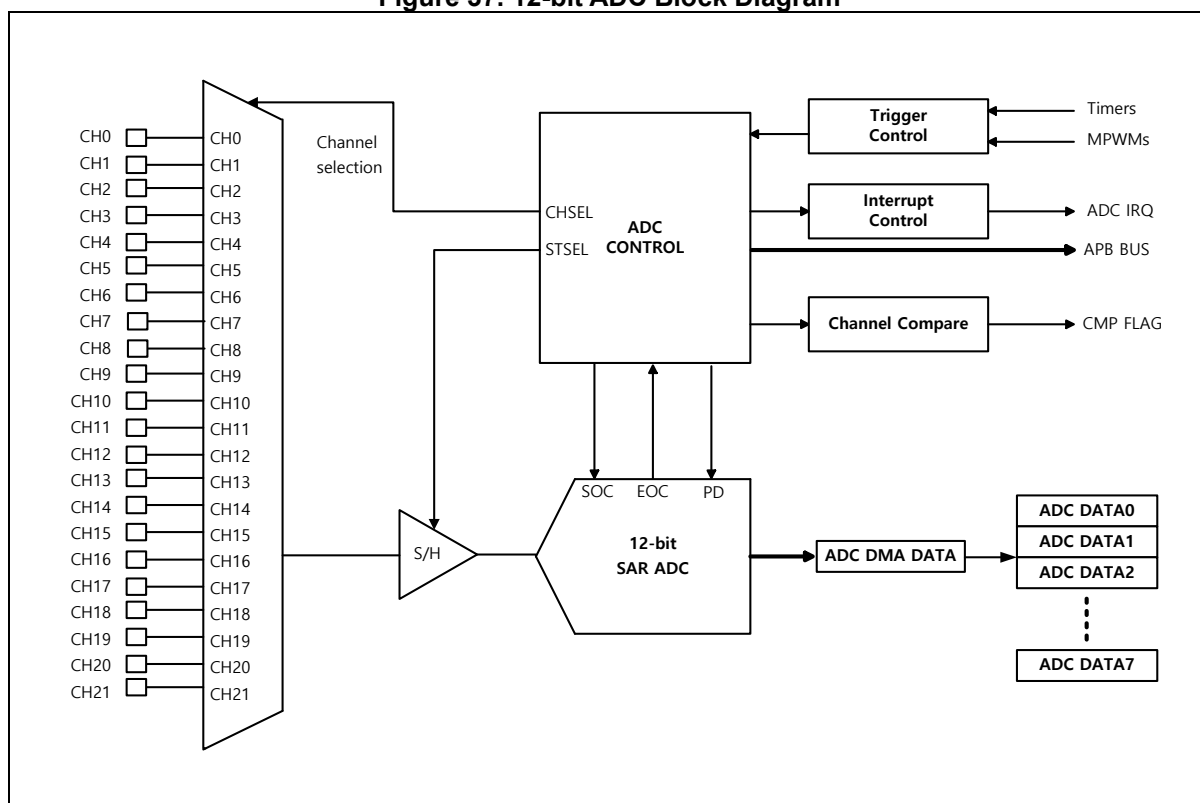 Figure 37: 12-bit ADC Block Diagram
CH0
CH1
CH2
CH3
CH4
CH5
CH6
CH7
CH8
CH9
CH10
CH11
CH12
CH13
CH14
CH15
CH16
CH17
CH18
CH19
CH20
CH21
CH0
CH1
CH2
CH3
CH4
CH5
CH6
CH7
CH8
CH9
CH10
CH11
CH12
CH13
CH14
CH15
CH16
CH17
CH18
CH19
CH20
CH21
Channel
selection
S/H
CHSEL
STSEL
ADC
CONTROL
SOC
EOC
PD
12-bit
SAR ADC
Trigger
Control
Timers
MPWMs
Interrupt
Control
ADC IRQ
APB BUS
Channel Compare
CMP FLAG
ADC DMA DATA
ADC DATA0
ADC DATA1
ADC DATA2
ADC DATA7